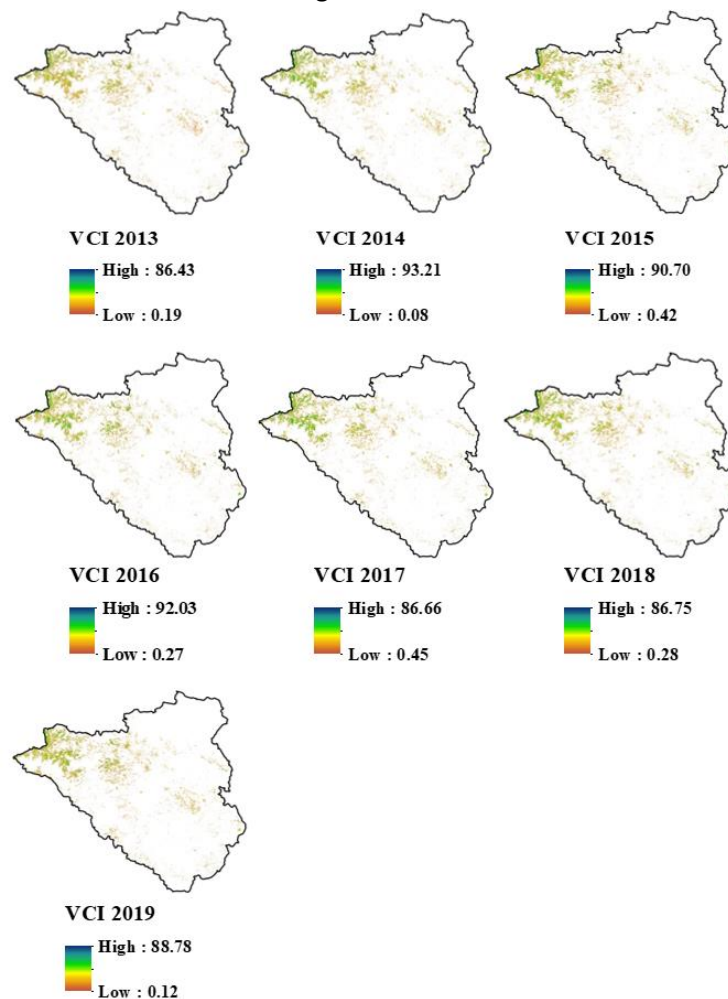 VCI 2013
High : 86.43
Low : 0.19
VCI 2014
High : 93.21
Low : 0.08
VCI 2015
High : 90.70
Low : 0.42
VCI 2016
High : 92.03
Low : 0.27
VCI 2017
High : 86.66
Low : 0.45
VCI 2018
High : 86.75
Low : 0.28
VCI 2019
High : 88.78
Low : 0.12